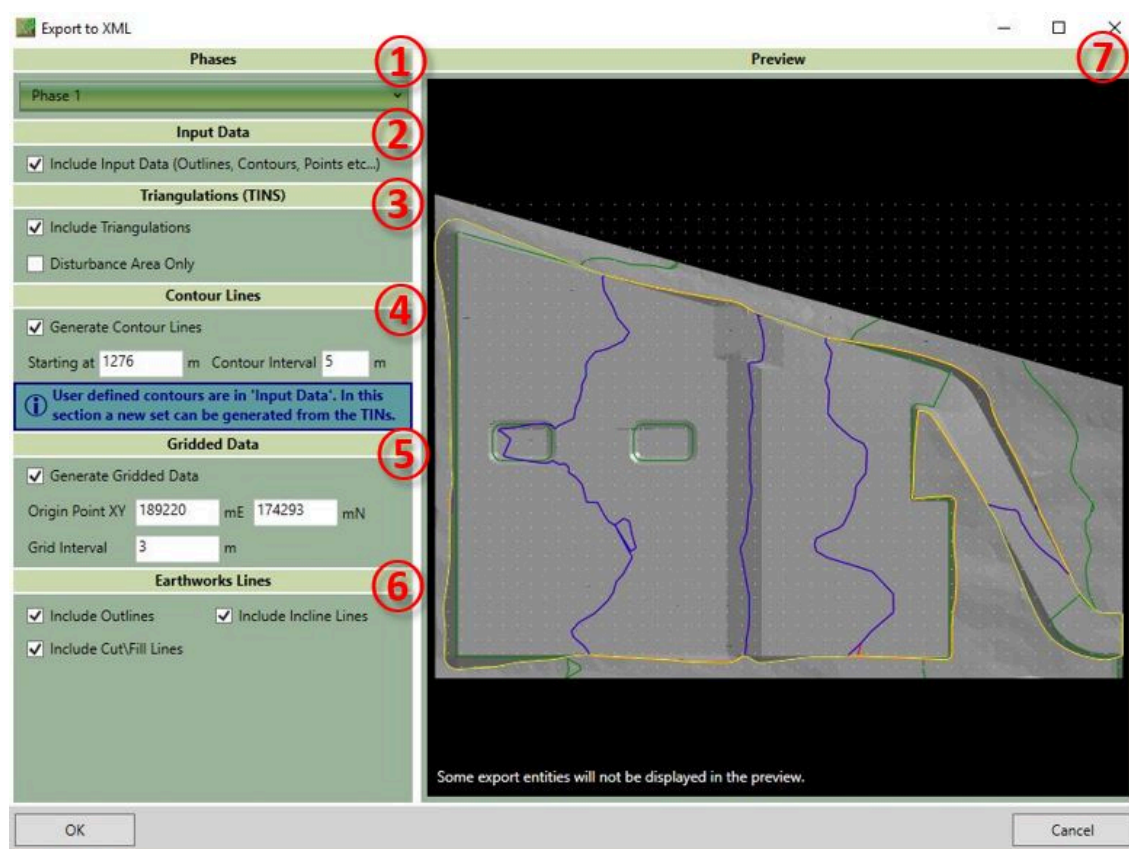 Export to XML
Phases
1
Phase 1
Input Data
2
Include Input Data (Outlines, Contours, Points etc...)
Triangulations (TINS)
3
Include Triangulations
Disturbance Area Only
Contour Lines
4
Generate Contour Lines
Starting at 1276 m Contour Interval 5 m
User defined contours are in 'Input Data'. In this
section a new set can be generated from the TINs.
Gridded Data
5
Generate Gridded Data
Origin Point XY 189220 mE 174293 mN
Grid Interval 3 m
Earthworks Lines
6
Include Outlines Include Incline Lines
Include Cut\Fill Lines
Preview
7
Some export entities will not be displayed in the preview.
OK Cancel